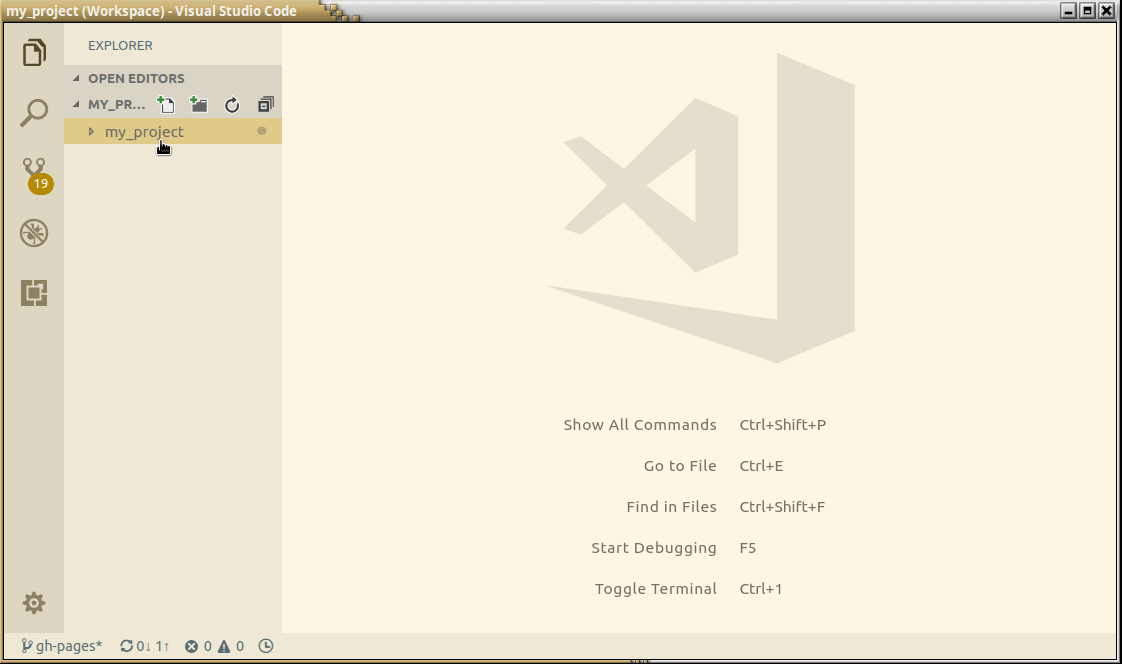 my_project (Workspace) - Visual Studio Code
EXPLORER
OPEN EDITORS
MY_PR...
my_project
19
Show All Commands Ctrl+Shift+P
Go to File Ctrl+E
Find in Files Ctrl+Shift+F
Start Debugging F5
Toggle Terminal Ctrl+1
gh-pages* 0↓ 1↑ 0 0